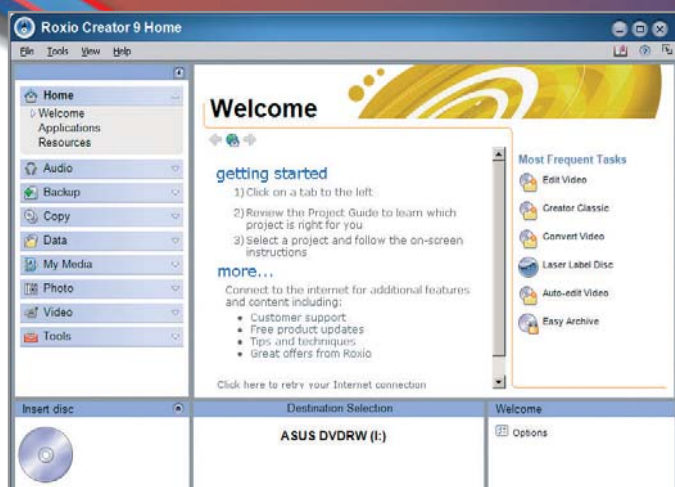 Roxio Creator 9 Home
File Tools View Help
Home
Welcome
Applications
Resources
Audio
Backup
Copy
Data
My Media
Photo
Video
Tools
Welcome
getting started
1) Click on a tab to the left
2) Review the Project Guide to learn which
project is right for you
3) Select a project and follow the on-screen
instructions
more...
Connect to the internet for additional features
and content including:
• Customer support
• Free product updates
• Tips and techniques
• Great offers from Roxio
Click here to retry your Internet connection
Most Frequent Tasks
Edit Video
Creator Classic
Convert Video
Laser Label Disc
Auto-edit Video
Easy Archive
Insert disc
Destination Selection
ASUS DVDRW (I:)
Welcome
Options